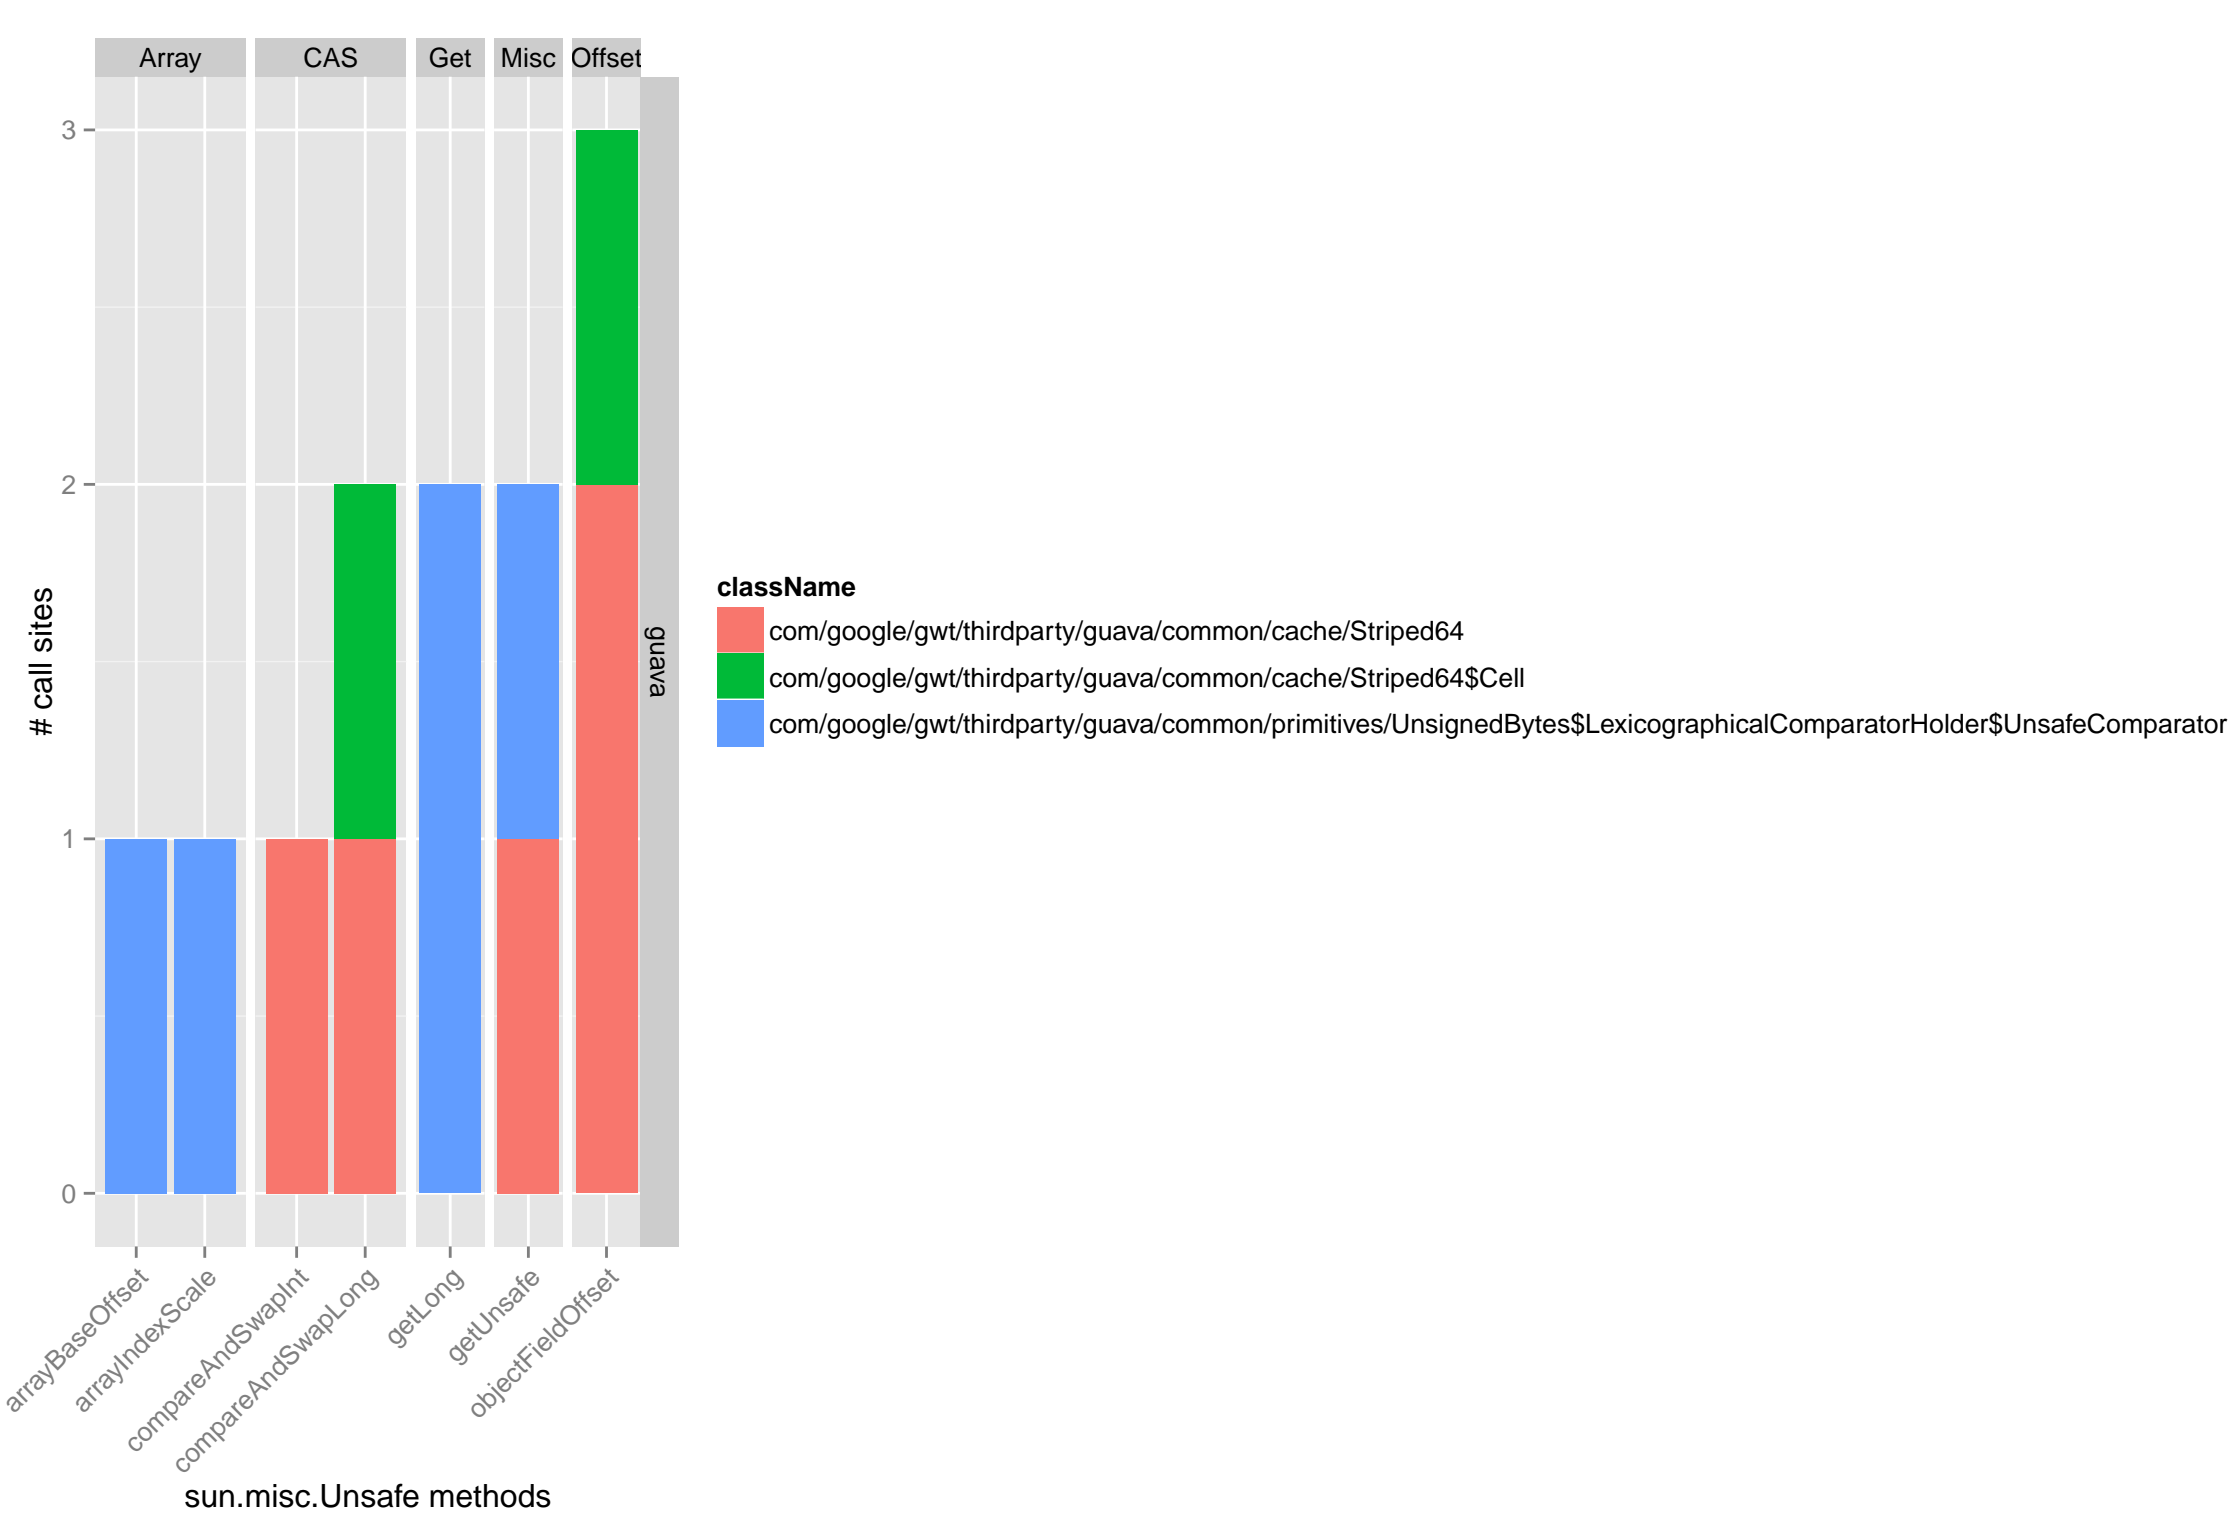 Array CAS Get Misc Offset
3
2
1
0
# call sites
guava
className
com/google/gwt/thirdparty/guava/common/cache/Striped64
com/google/gwt/thirdparty/guava/common/cache/Striped64$Cell
com/google/gwt/thirdparty/guava/common/primitives/UnsignedBytes$LexicographicalComparatorHolder$UnsafeComparator
arrayBaseOffset
arrayIndexScale
compareAndSwapInt
compareAndSwapLong
getLong
getUnsafe
objectFieldOffset
sun.misc.Unsafe methods